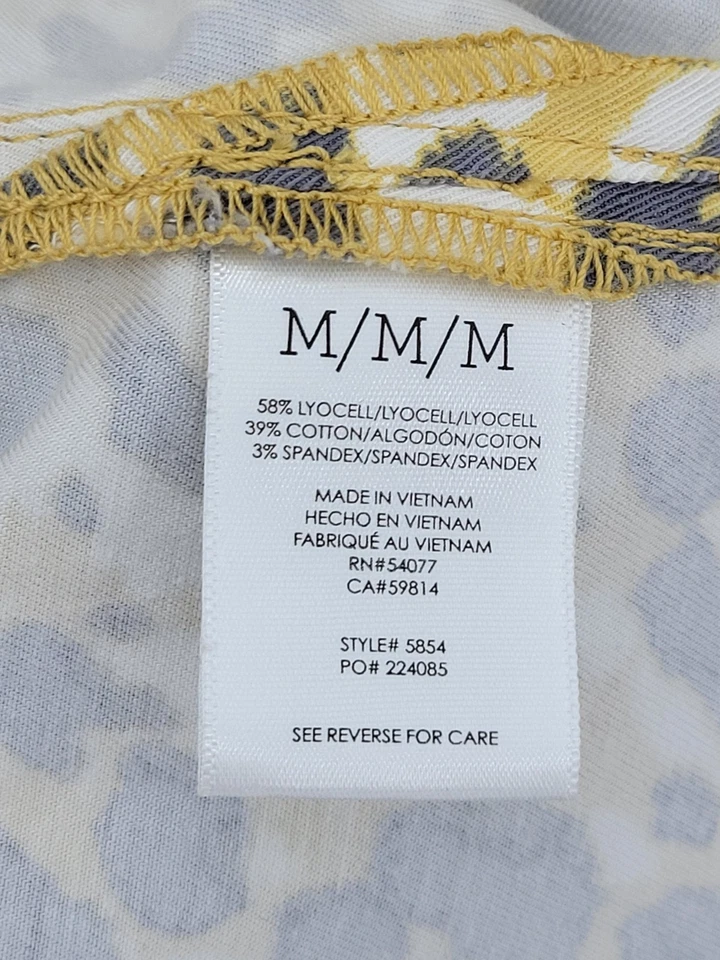 M/M/M
58% LYOCELL/LYOCELL/LYOCELL
39% COTTON/ALGODÓN/COTON
3% SPANDEX/SPANDEX/SPANDEX
MADE IN VIETNAM
HECHO EN VIETNAM
FABRIQUÉ AU VIETNAM
RN#54077
CA#59814
STYLE# 5854
PO# 224085
SEE REVERSE FOR CARE